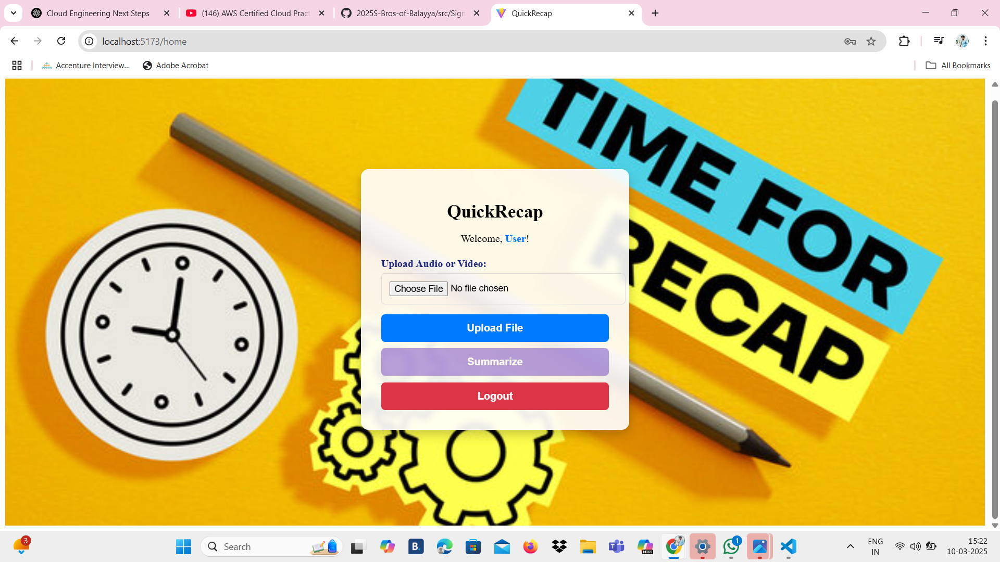 Cloud Engineering Next Steps
(146) AWS Certified Cloud Pract
2025S-Bros-of-Balayya/src/Sign
QuickRecap
localhost:5173/home
Accenture Interview...
Adobe Acrobat
All Bookmarks
TIME FOR
RECAP
QuickRecap
Welcome, User!
Upload Audio or Video:
Choose File No file chosen
Upload File
Summarize
Logout
3
Search
B.
M365
1
ENG
IN
15:22
10-03-2025